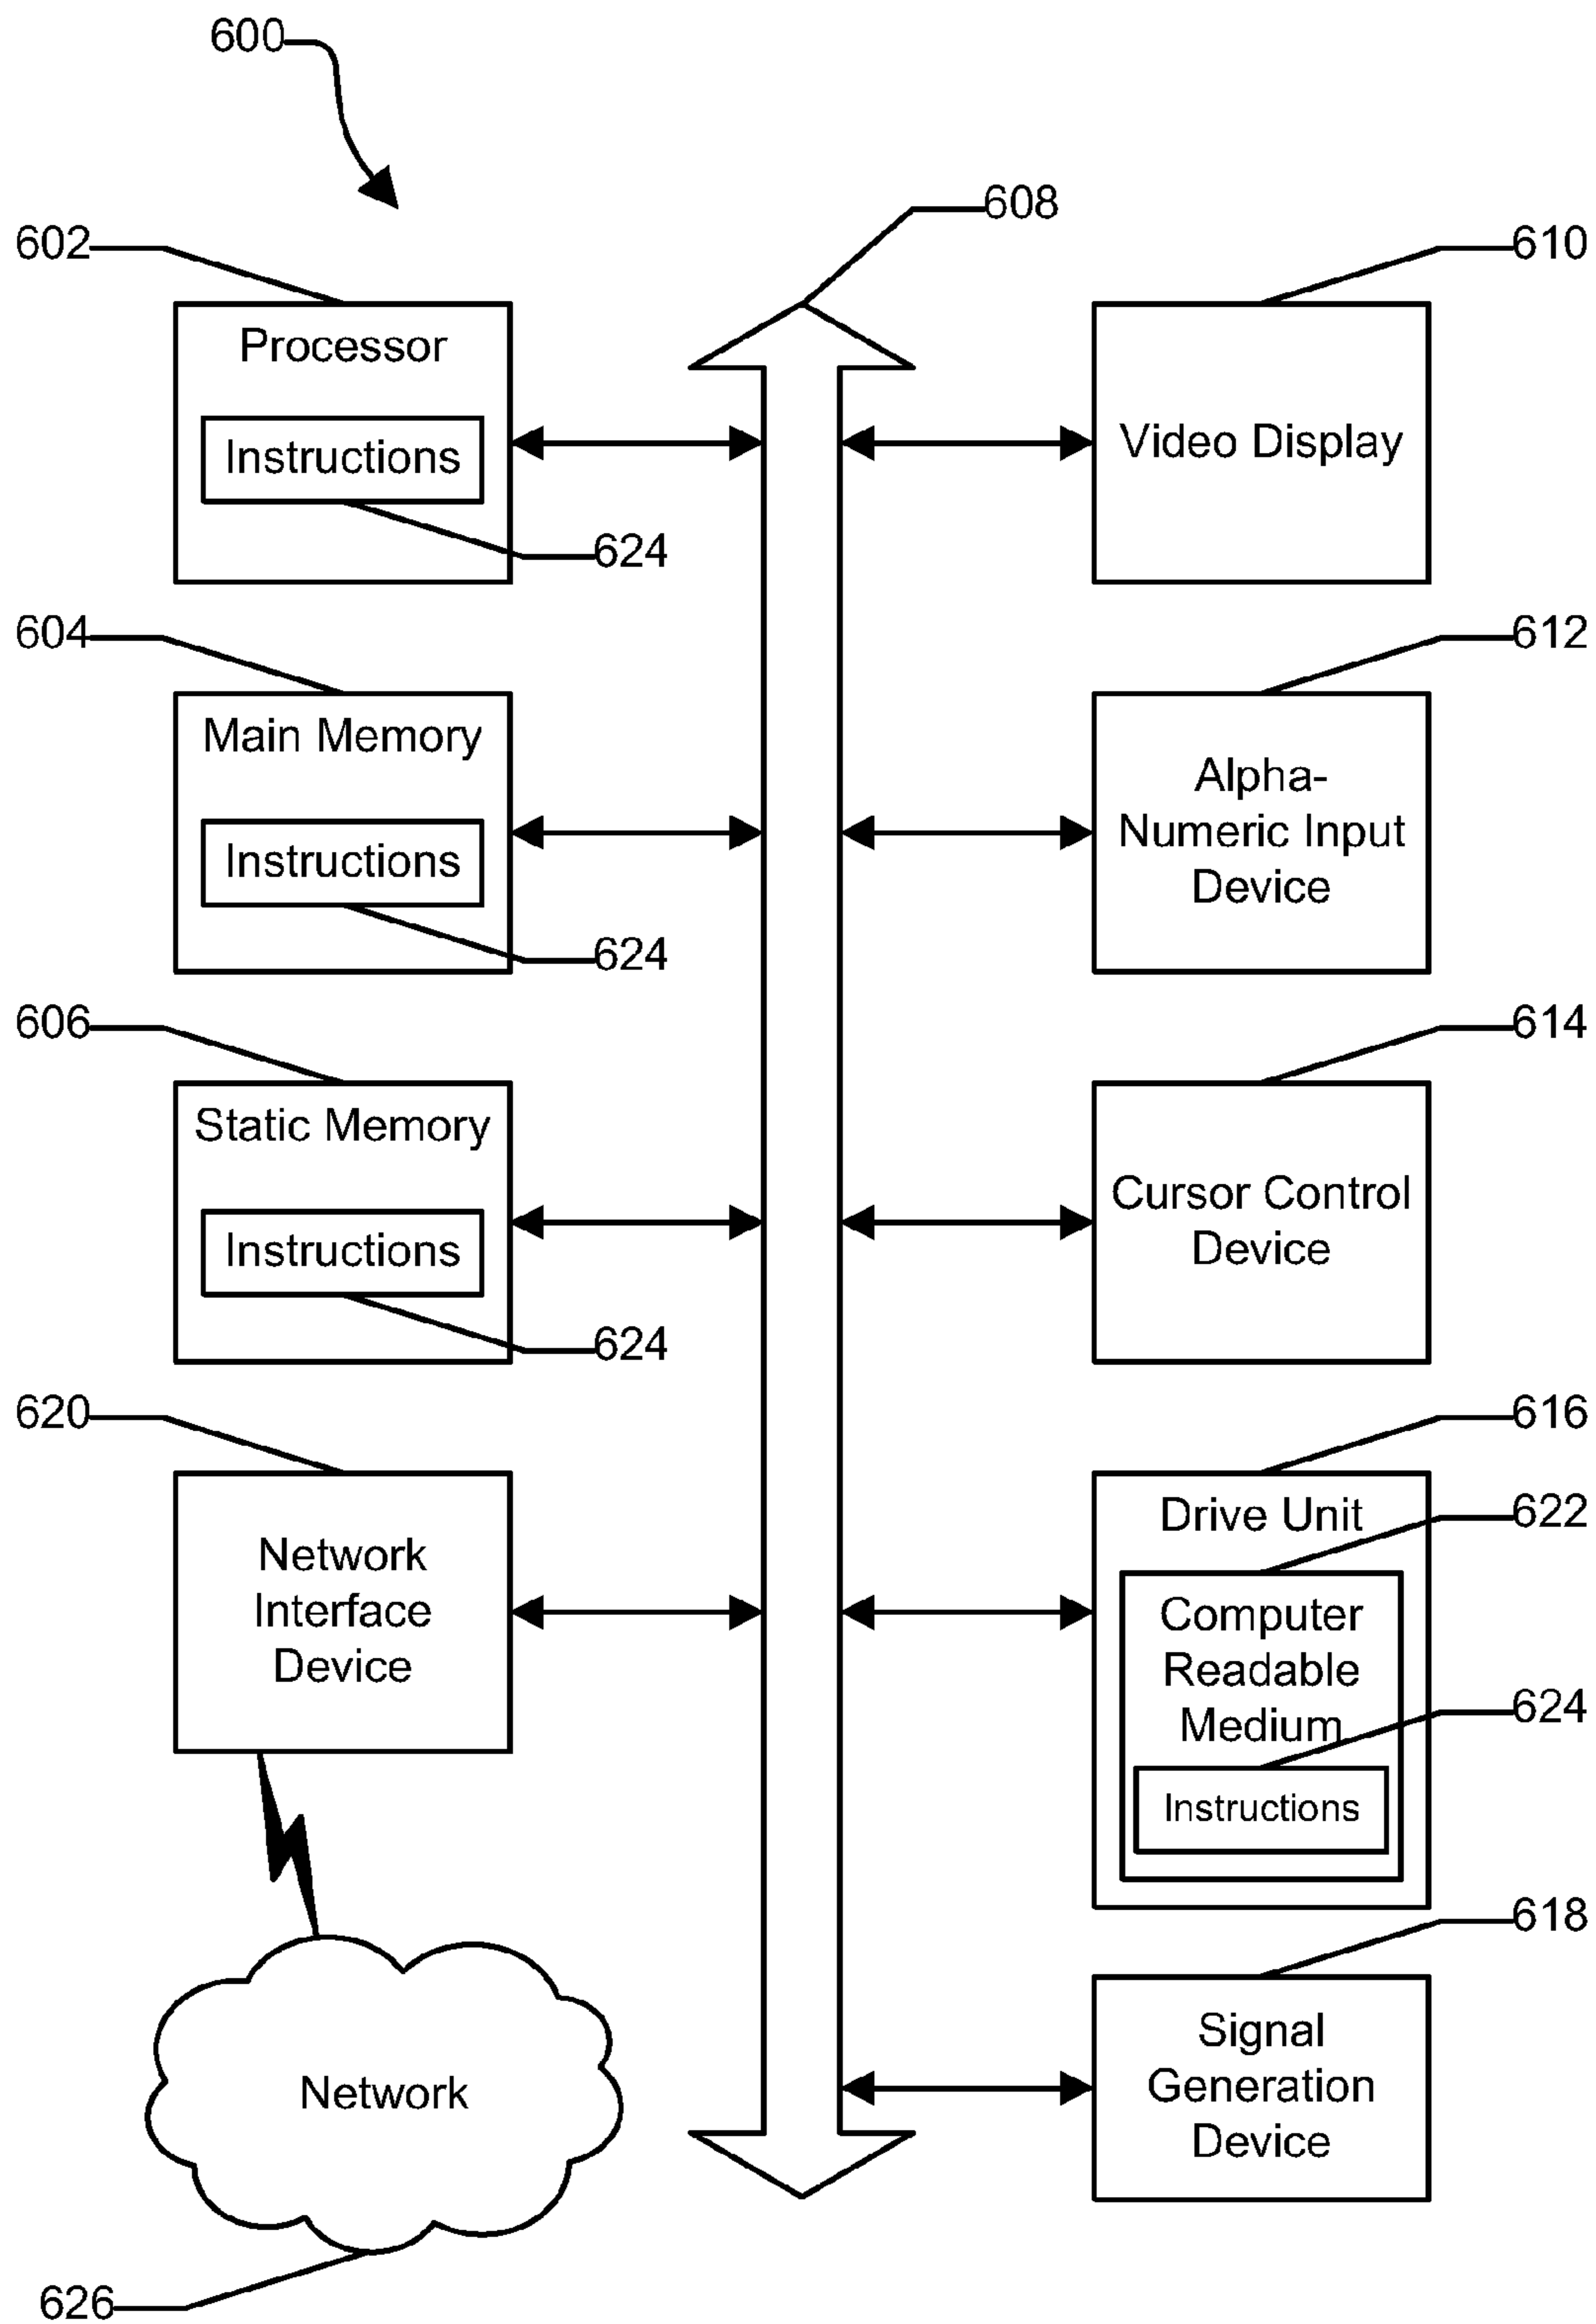 600
608
602
610
Processor
Instructions
624
Video Display
604
612
Main Memory
Instructions
624
Alpha-
Numeric Input
Device
606
614
Static Memory
Instructions
624
Cursor Control
Device
620
616
Network
Interface
Device
Drive Unit
622
Computer
Readable
Medium
624
Instructions
618
Signal
Generation
Device
Network
626